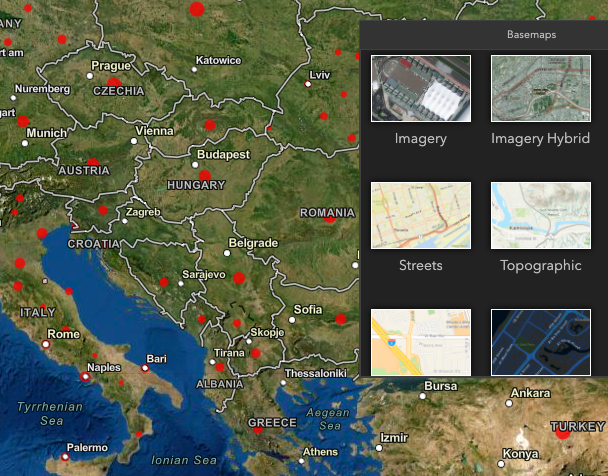 ANY
rt am
Prague
Katowice
Lviv
Nuremberg
CZECHIA
gart
Munich
Vienna
Budapest
AUSTRIA
HUNGARY
Zagreb
ROMANIA
CROATIA
Belgrade
Sarajevo
ITALY
Sofia
Skopje
Rome
Tirana
Naples
Bari
ALBANIA
Thessaloniki
Tyrrhenian
Sea
GREECE
Aegean
Sea
Palermo
Ionian Sea
Athens
Bursa
Ankara
TURKEY
Izmir
Konya
Basemaps
Imagery
Imagery Hybrid
Streets
Topographic